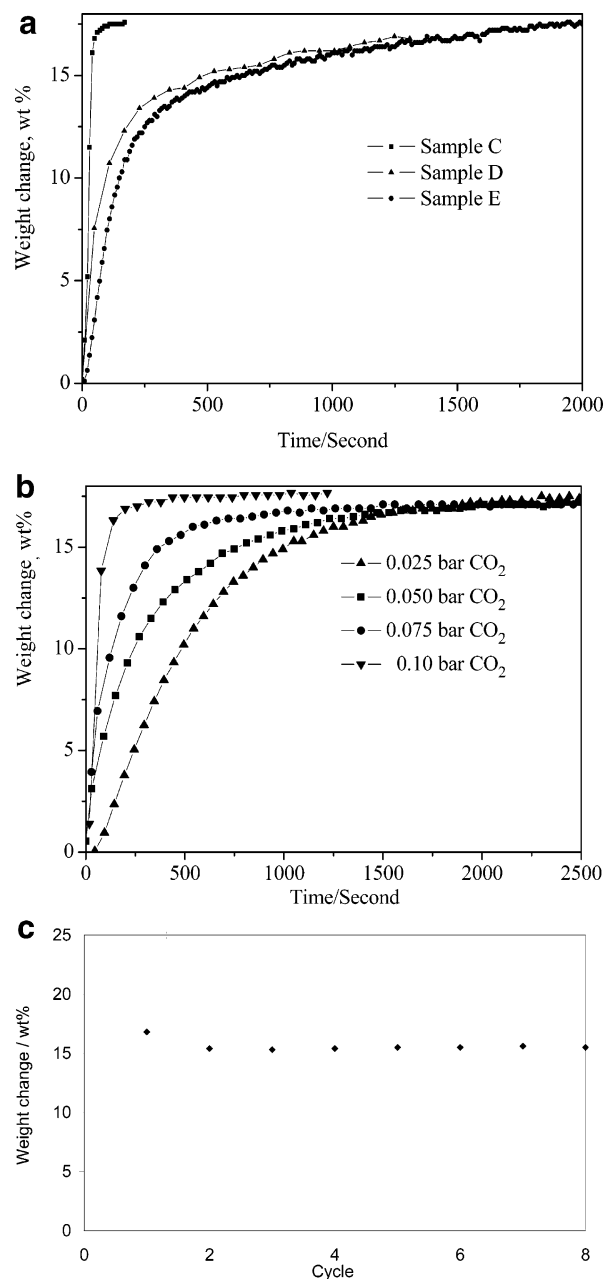 a
Weight change, wt %
15
10
5
0
Sample C
Sample D
Sample E
0 500 1000 1500 2000
Time/Second
b
Weight change, wt%
15
10
5
0
0.025 bar CO2
0.050 bar CO2
0.075 bar CO2
0.10 bar CO2
0 500 1000 1500 2000 2500
Time/Second
c
Weight change / wt%
25
20
15
10
5
0
0 2 4 6 8
Cycle